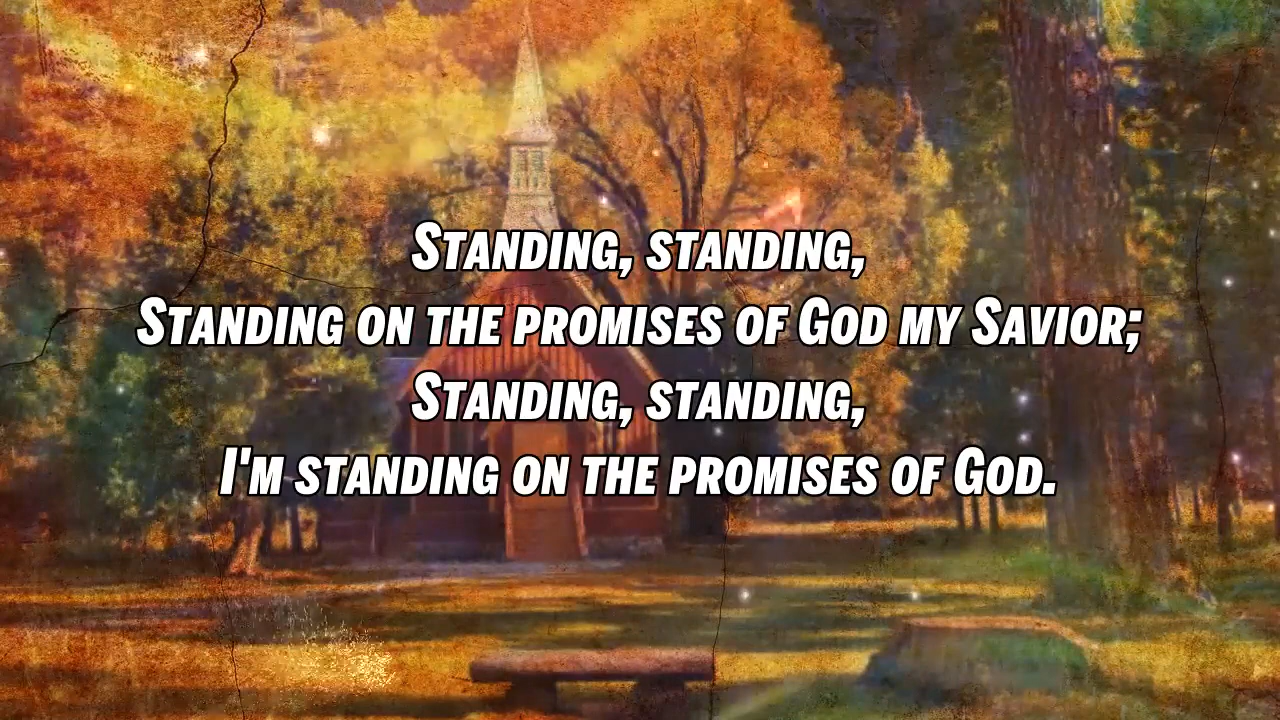 Standing, standing,
Standing on the promises of God my Savior;
Standing, standing,
I'm standing on the promises of God.